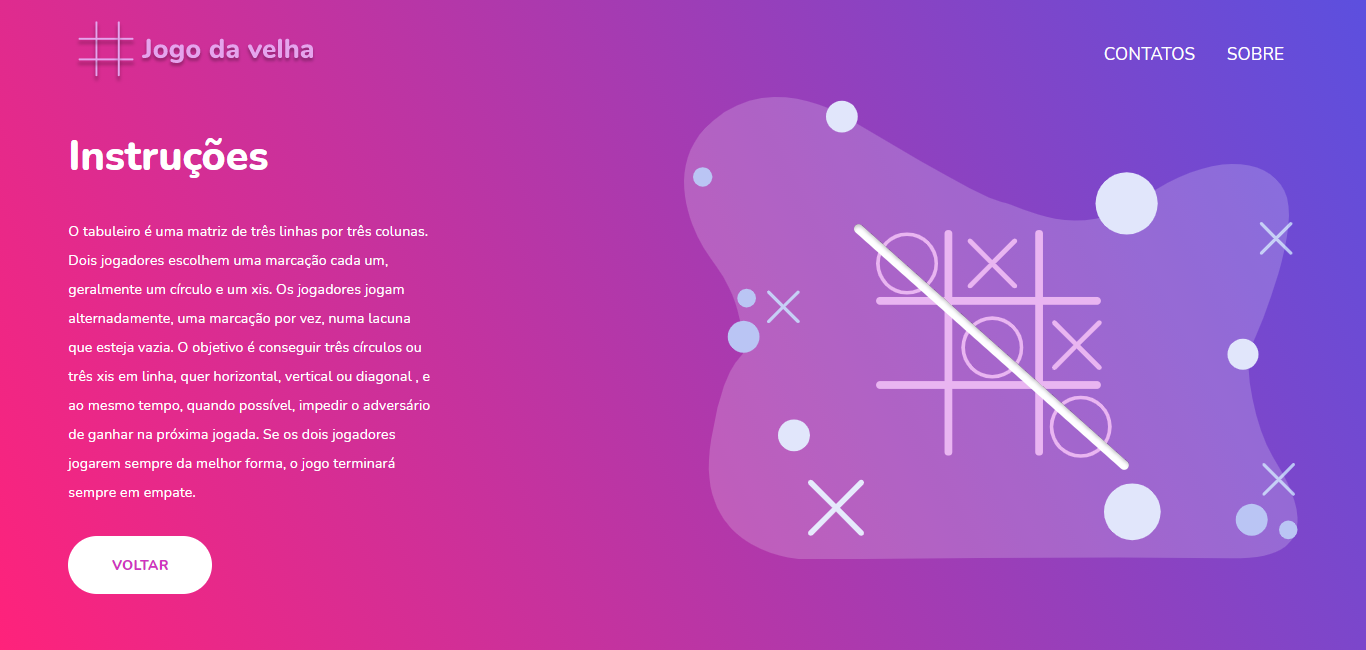 Jogo da velha
CONTATOS SOBRE
Instruções
O tabuleiro é uma matriz de três linhas por três colunas.
Dois jogadores escolhem uma marcação cada um,
geralmente um círculo e um xis. Os jogadores jogam
alternadamente, uma marcação por vez, numa lacuna
que esteja vazia. O objetivo é conseguir três círculos ou
três xis em linha, quer horizontal, vertical ou diagonal , e
ao mesmo tempo, quando possível, impedir o adversário
de ganhar na próxima jogada. Se os dois jogadores
jogarem sempre da melhor forma, o jogo terminará
sempre em empate.
VOLTAR